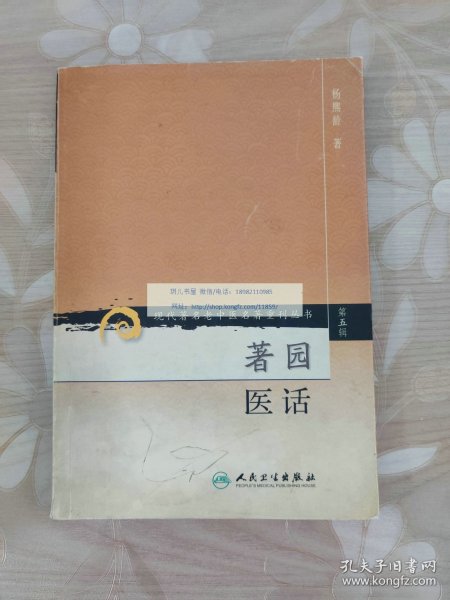 杨熙龄 著
琪儿书屋 微信/电话：18982110985
网址：http://shop.kongfz.com/11859/
现代著名老中医名著重刊丛书
第五辑
著园
医话
人民卫生出版社
PEOPLE'S MEDICAL PUBLISHING HOUSE
孔夫子旧书网
www.kongfz.com